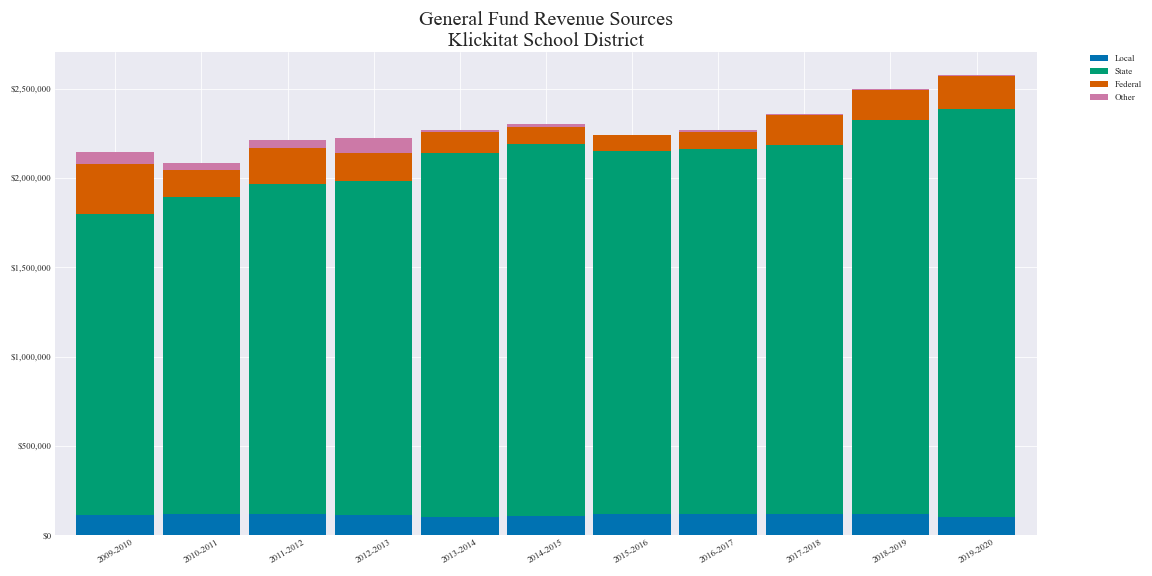 General Fund Revenue Sources
Klickitat School District
Local
State
Federal
Other
$2,500,000
$2,000,000
$1,500,000
$1,000,000
$500,000
$0
2009-2010
2010-2011
2011-2012
2012-2013
2013-2014
2014-2015
2015-2016
2016-2017
2017-2018
2018-2019
2019-2020